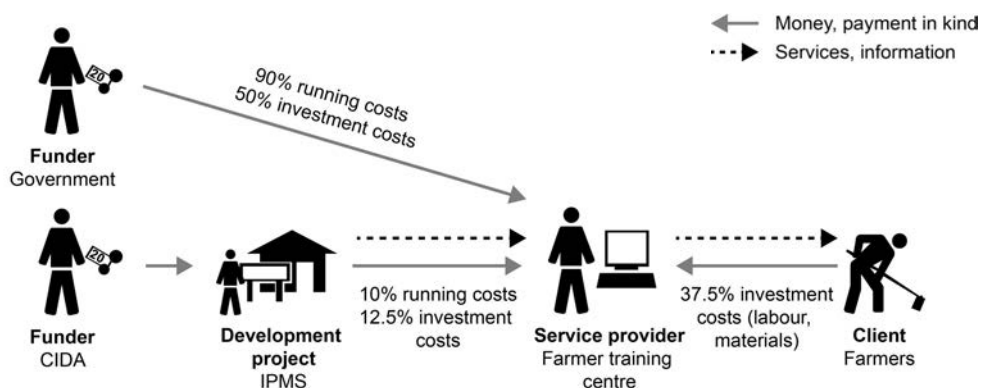 Money, payment in kind
Services, information
20
90% running costs
50% investment costs
Funder
Government
20
Funder
CIDA
Development
project
IPMS
10% running costs
12.5% investment
costs
Service provider
Farmer training
centre
37.5% investment
costs (labour,
materials)
Client
Farmers